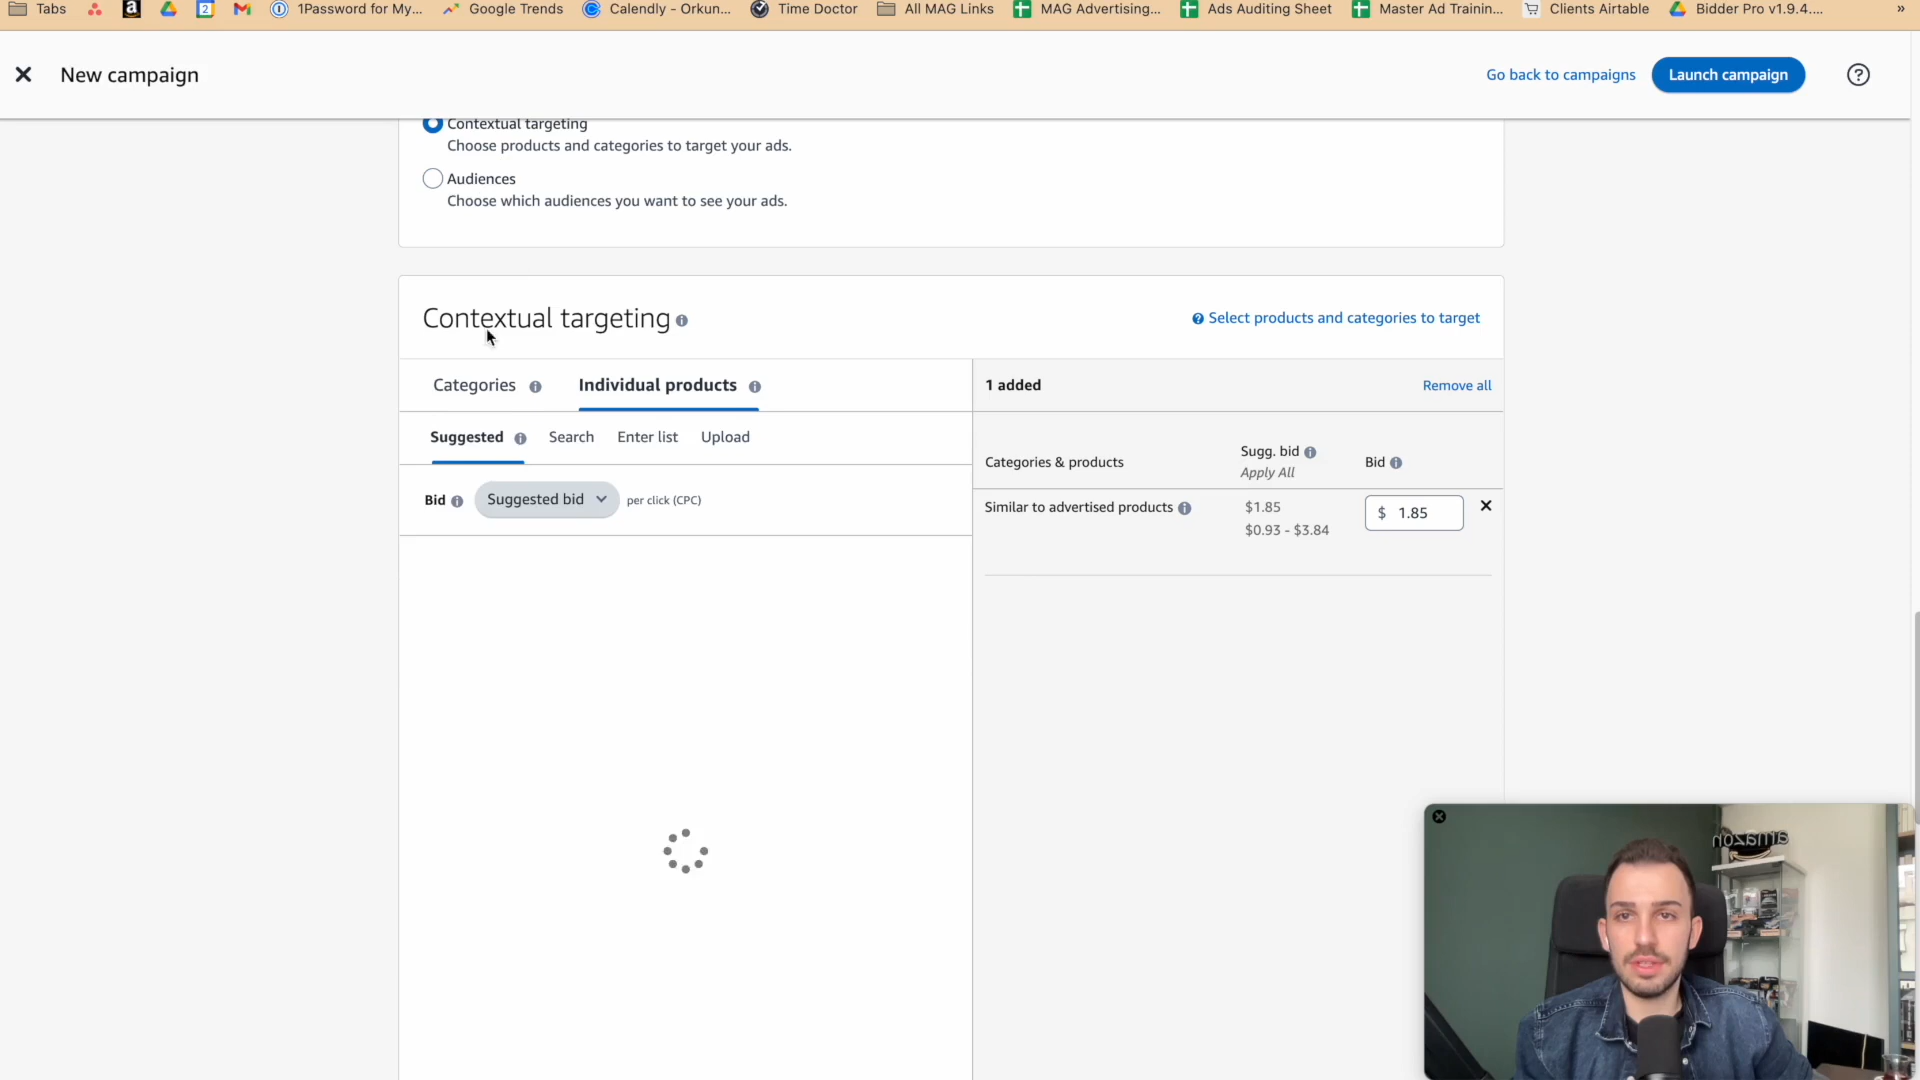 Tabs
2
1Password for My...
Google Trends
Calendly - Orkun...
Time Doctor
All MAG Links
MAG Advertising...
Ads Auditing Sheet
Master Ad Trainin...
Clients Airtable
Bidder Pro v1.9.4....
»
New campaign
Go back to campaigns
Launch campaign
Contextual targeting
Choose products and categories to target your ads.
Audiences
Choose which audiences you want to see your ads.
Contextual targeting
Select products and categories to target
Categories
Individual products
1 added
Remove all
Suggested
Search
Enter list
Upload
Categories & products
Sugg. bid
Apply All
Bid
Bid
Suggested bid
per click (CPC)
Similar to advertised products
$1.85
$0.93 - $3.84
$ 1.85
amazon